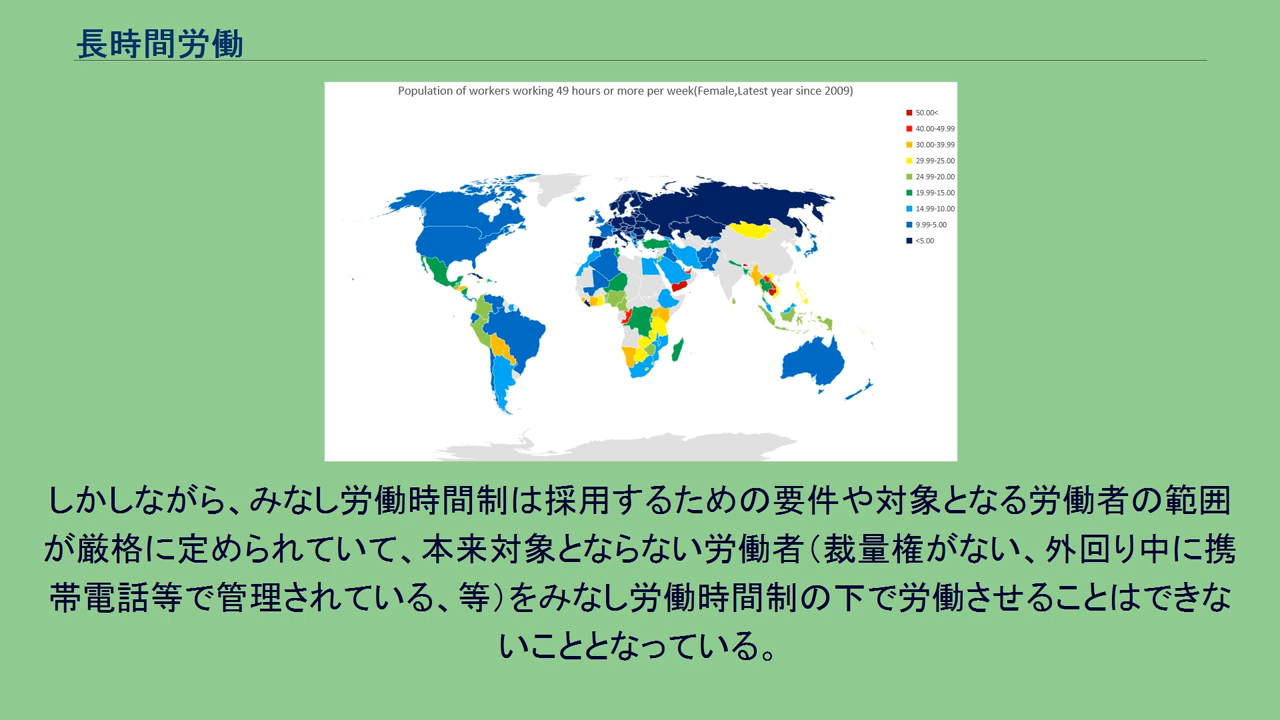 長時間労働
Population of workers working 49 hours or more per week(Female,Latest year since 2009)
50.00<
40.00-49.99
30.00-39.99
29.99-25.00
24.99-20.00
19.99-15.00
14.99-10.00
9.99-5.00
<5.00
しかしながら、みなし労働時間制は採用するための要件や対象となる労働者の範囲
が厳格に定められていて、本来対象とならない労働者（裁量権がない、外回り中に携
帯電話等で管理されている、等）をみなし労働時間制の下で労働させることはできな
いこととなっている。